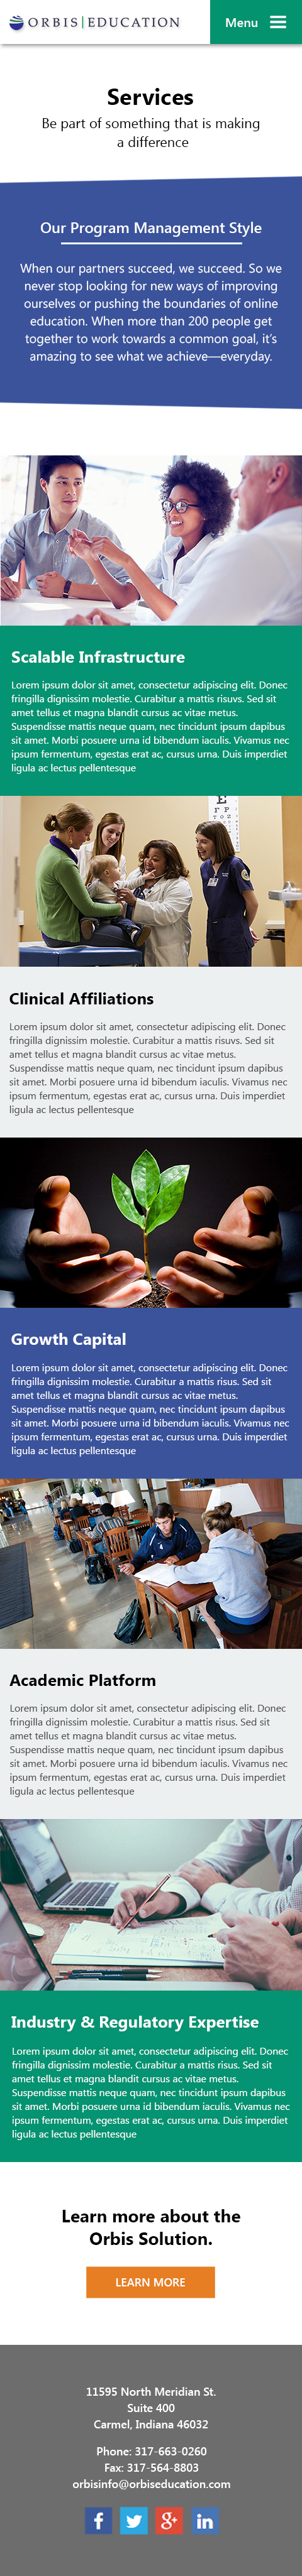 ORBIS|EDUCATION
Menu
Services
Be part of something that is making
a difference
Our Program Management Style
When our partners succeed, we succeed. So we
never stop looking for new ways of improving
ourselves or pushing the boundaries of online
education. When more than 200 people get
together to work towards a common goal, it's
amazing to see what we achieve—everyday.
Scalable Infrastructure
Lorem ipsum dolor sit amet, consectetur adipiscing elit. Donec
fringilla dignissim molestie. Curabitur a mattis risuvs. Sed sit
amet tellus et magna blandit cursus ac vitae metus.
Suspendisse mattis neque quam, nec tincidunt ipsum dapibus
sit amet. Morbi posuere urna id bibendum iaculis. Vivamus nec
ipsum fermentum, egestas erat ac, cursus urna. Duis imperdiet
ligula ac lectus pellentesque
E
Clinical Affiliations
Lorem ipsum dolor sit amet, consectetur adipiscing elit. Donec
fringilla dignissim molestie. Curabitur a mattis risuvs. Sed sit
amet tellus et magna blandit cursus ac vitae metus.
Suspendisse mattis neque quam, nec tincidunt ipsum dapibus
sit amet. Morbi posuere urna id bibendum iaculis. Vivamus nec
ipsum fermentum, egestas erat ac, cursus urna. Duis imperdiet
ligula ac lectus pellentesque
Growth Capital
Lorem ipsum dolor sit amet, consectetur adipiscing elit. Donec
fringilla dignissim molestie. Curabitur a mattis risus. Sed sit
amet tellus et magna blandit cursus ac vitae metus.
Suspendisse mattis neque quam, nec tincidunt ipsum dapibus
sit amet. Morbi posuere urna id bibendum iaculis. Vivamus nec
ipsum fermentum, egestas erat ac, cursus urna. Duis imperdiet
ligula ac lectus pellentesque
Academic Platform
Lorem ipsum dolor sit amet, consectetur adipiscing elit. Donec
fringilla dignissim molestie. Curabitur a mattis risus. Sed sit
amet tellus et magna blandit cursus ac vitae metus.
Suspendisse mattis neque quam, nec tincidunt ipsum dapibus
sit amet. Morbi posuere urna id bibendum iaculis. Vivamus nec
ipsum fermentum, egestas erat ac, cursus urna. Duis imperdiet
ligula ac lectus pellentesque
Industry & Regulatory Expertise
Lorem ipsum dolor sit amet, consectetur adipiscing elit. Donec
fringilla dignissim molestie. Curabitur a mattis risus. Sed sit
amet tellus et magna blandit cursus ac vitae metus.
Suspendisse mattis neque quam, nec tincidunt ipsum dapibus
sit amet. Morbi posuere urna id bibendum iaculis. Vivamus nec
ipsum fermentum, egestas erat ac, cursus urna. Duis imperdiet
ligula ac lectus pellentesque
Learn more about the
Orbis Solution.
LEARN MORE
11595 North Meridian St.
Suite 400
Carmel, Indiana 46032
Phone: 317-663-0260
Fax: 317-564-8803
orbisinfo@orbiseducation.com
f g+ in